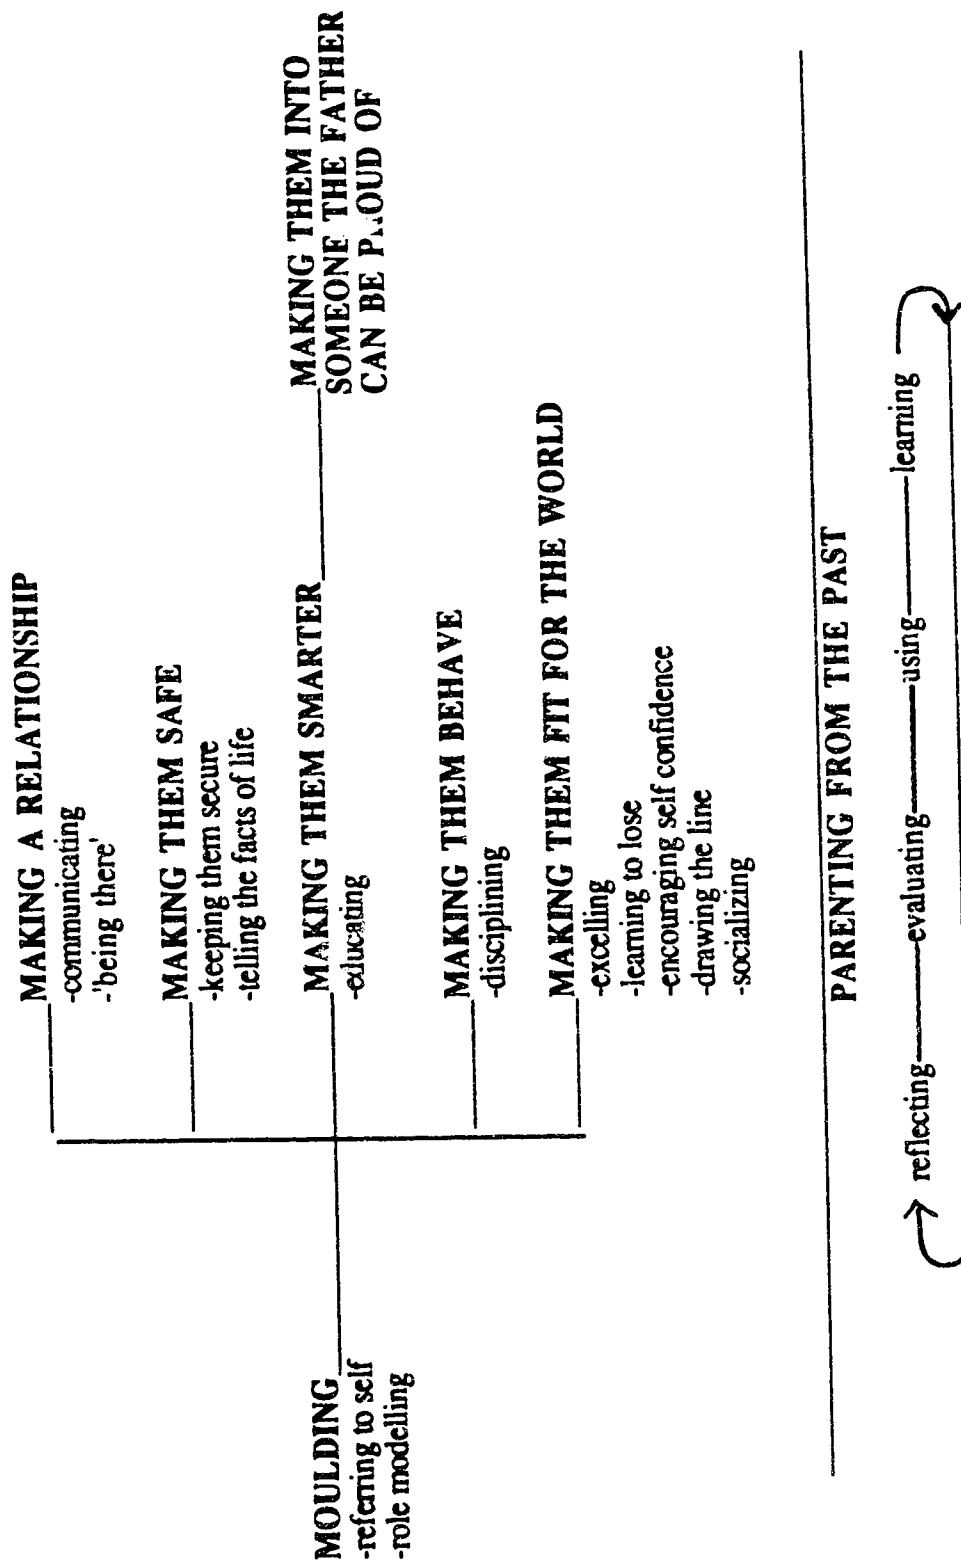 MOULDING
-referring to self
-role modelling
MAKING A RELATIONSHIP
-communicating
-'being there'
MAKING THEM SAFE
-keeping them secure
-telling the facts of life
MAKING THEM SMARTER
-educating
MAKING THEM BEHAVE
-disciplining
MAKING THEM FIT FOR THE WORLD
-excelling
-learning to lose
-encouraging self confidence
-drawing the line
-socializing
MAKING THEM INTO
SOMEONE THE FATHER
CAN BE PROUD OF
PARENTING FROM THE PAST
reflecting evaluating using learning